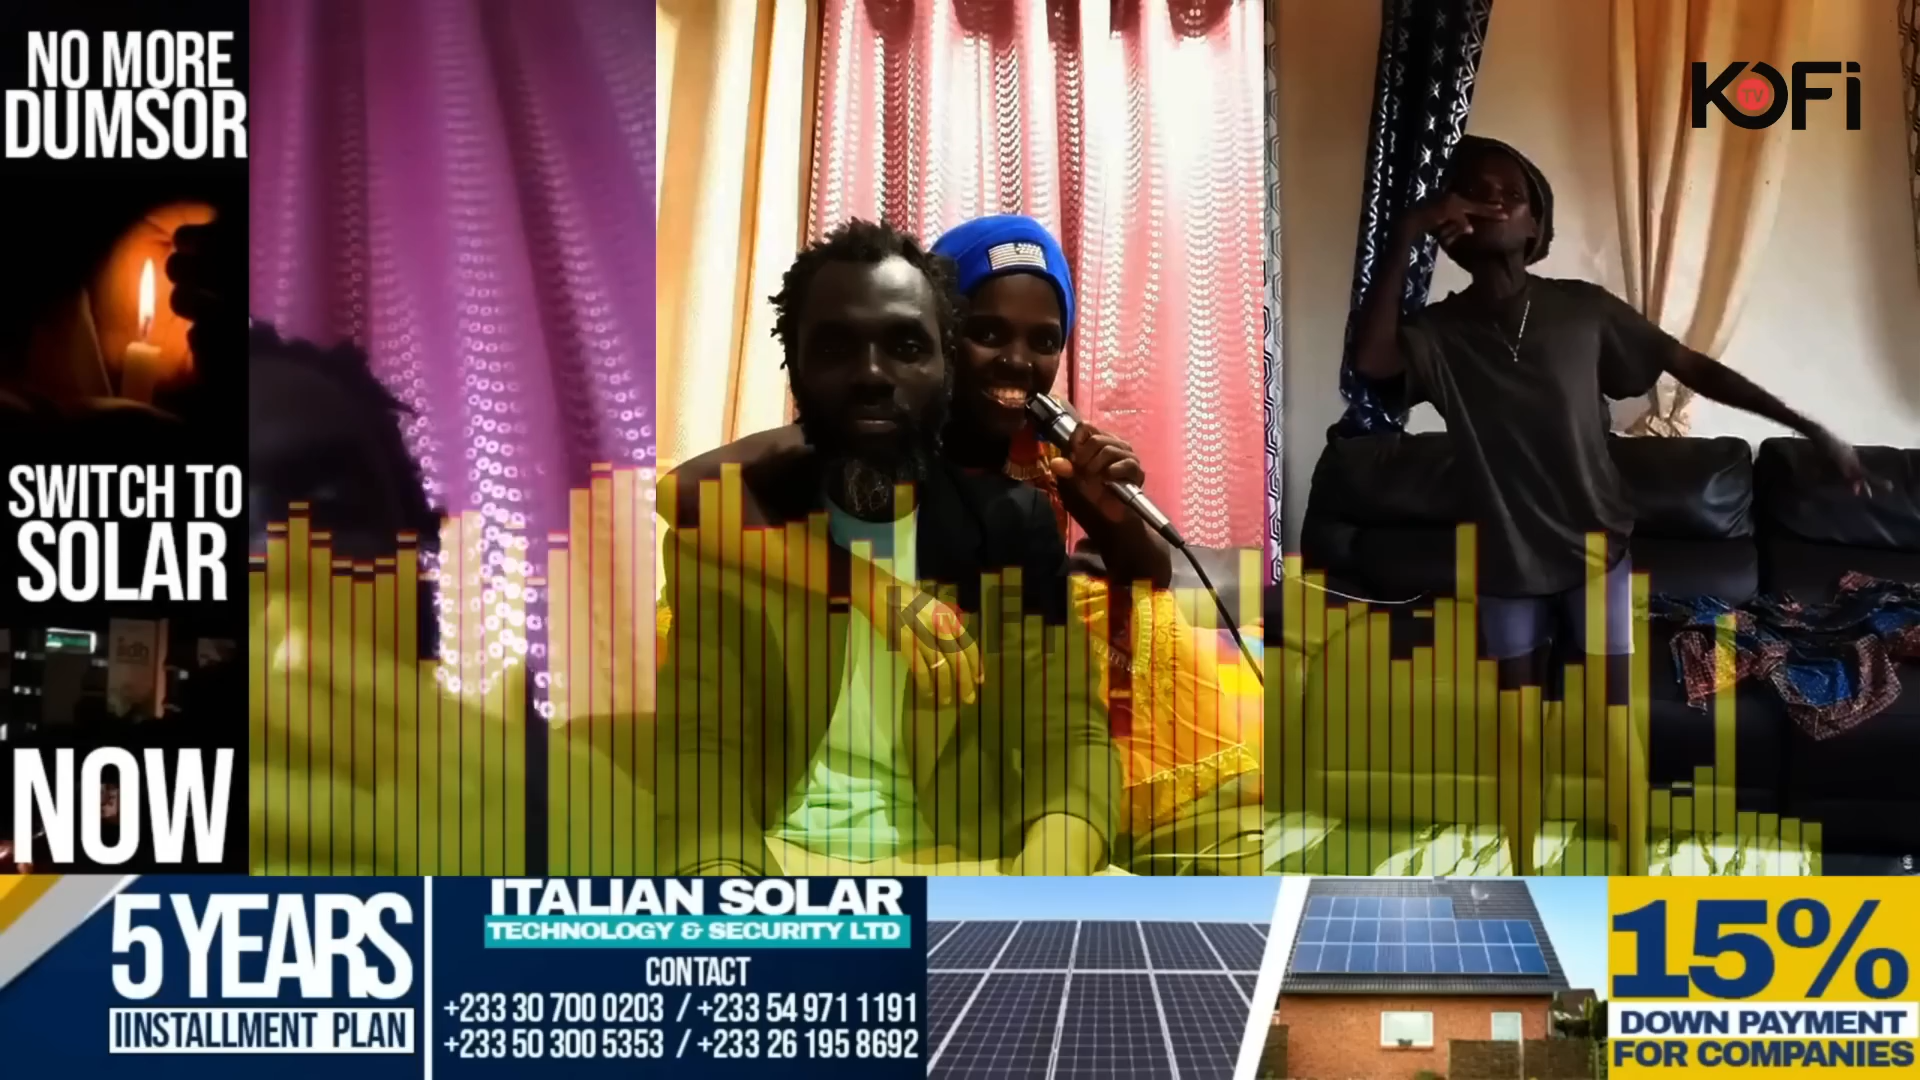 NO MORE
DUMSOR
SWITCH TO
SOLAR
NOW
KOFi
TV
KOFi
TV
5 YEARS
IINSTALLMENT PLAN
ITALIAN SOLAR
TECHNOLOGY & SECURITY LTD
CONTACT
+233 30 700 0203 / +233 54 971 1191
+233 50 300 5353 / +233 26 195 8692
15%
DOWN PAYMENT
FOR COMPANIES